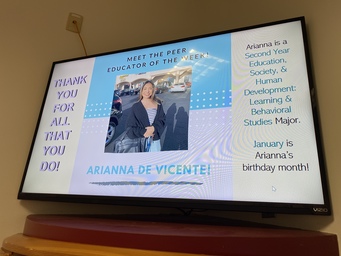 MEET THE PEER
EDUCATOR OF THE WEEK!
THANK
YOU
FOR
ALL
THAT
YOU
DO!
ARIANNA DE VICENTE!
Arianna is a
Second Year
Education,
Society, &
Human
Development:
Learning &
Behavioral
Studies Major.
January is
Arianna's
birthday month!
VIZIO